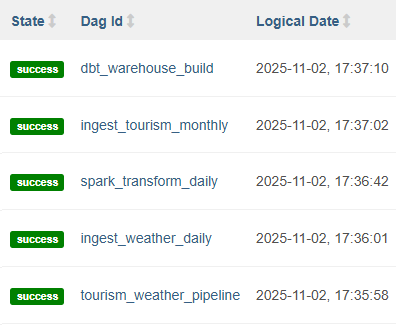 State Dag Id Logical Date
success dbt_warehouse_build 2025-11-02, 17:37:10
success ingest_tourism_monthly 2025-11-02, 17:37:02
success spark_transform_daily 2025-11-02, 17:36:42
success ingest_weather_daily 2025-11-02, 17:36:01
success tourism_weather_pipeline 2025-11-02, 17:35:58